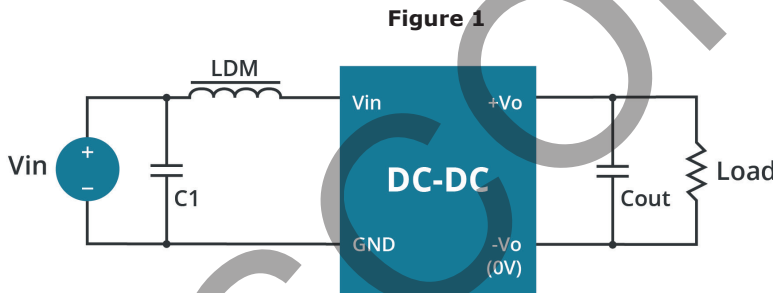 Figure 1
LDM
Vin
+Vo
+
Vin
DC-DC
Load
−
C1
Cout
GND
-Vo
(0V)